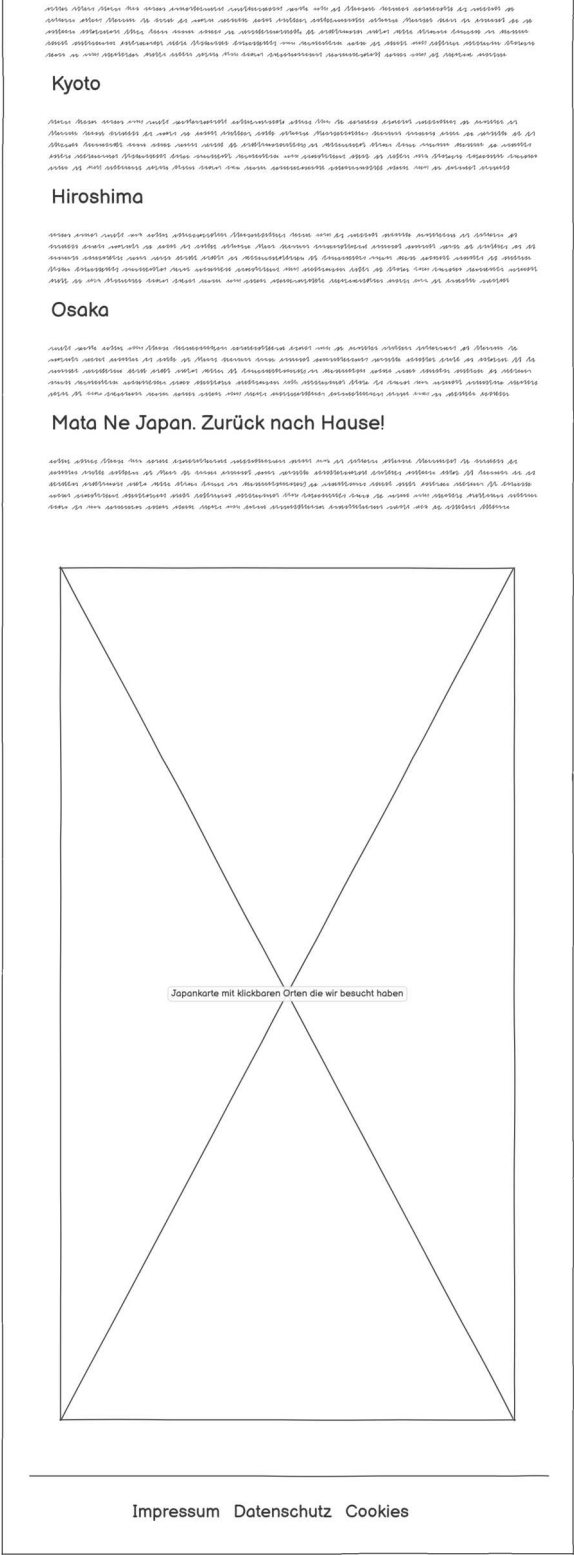 Kyoto
Hiroshima
Osaka
Mata Ne Japan. Zurück nach Hause!
Japankarte mit klickbaren Orten die wir besucht haben
Impressum Datenschutz Cookies